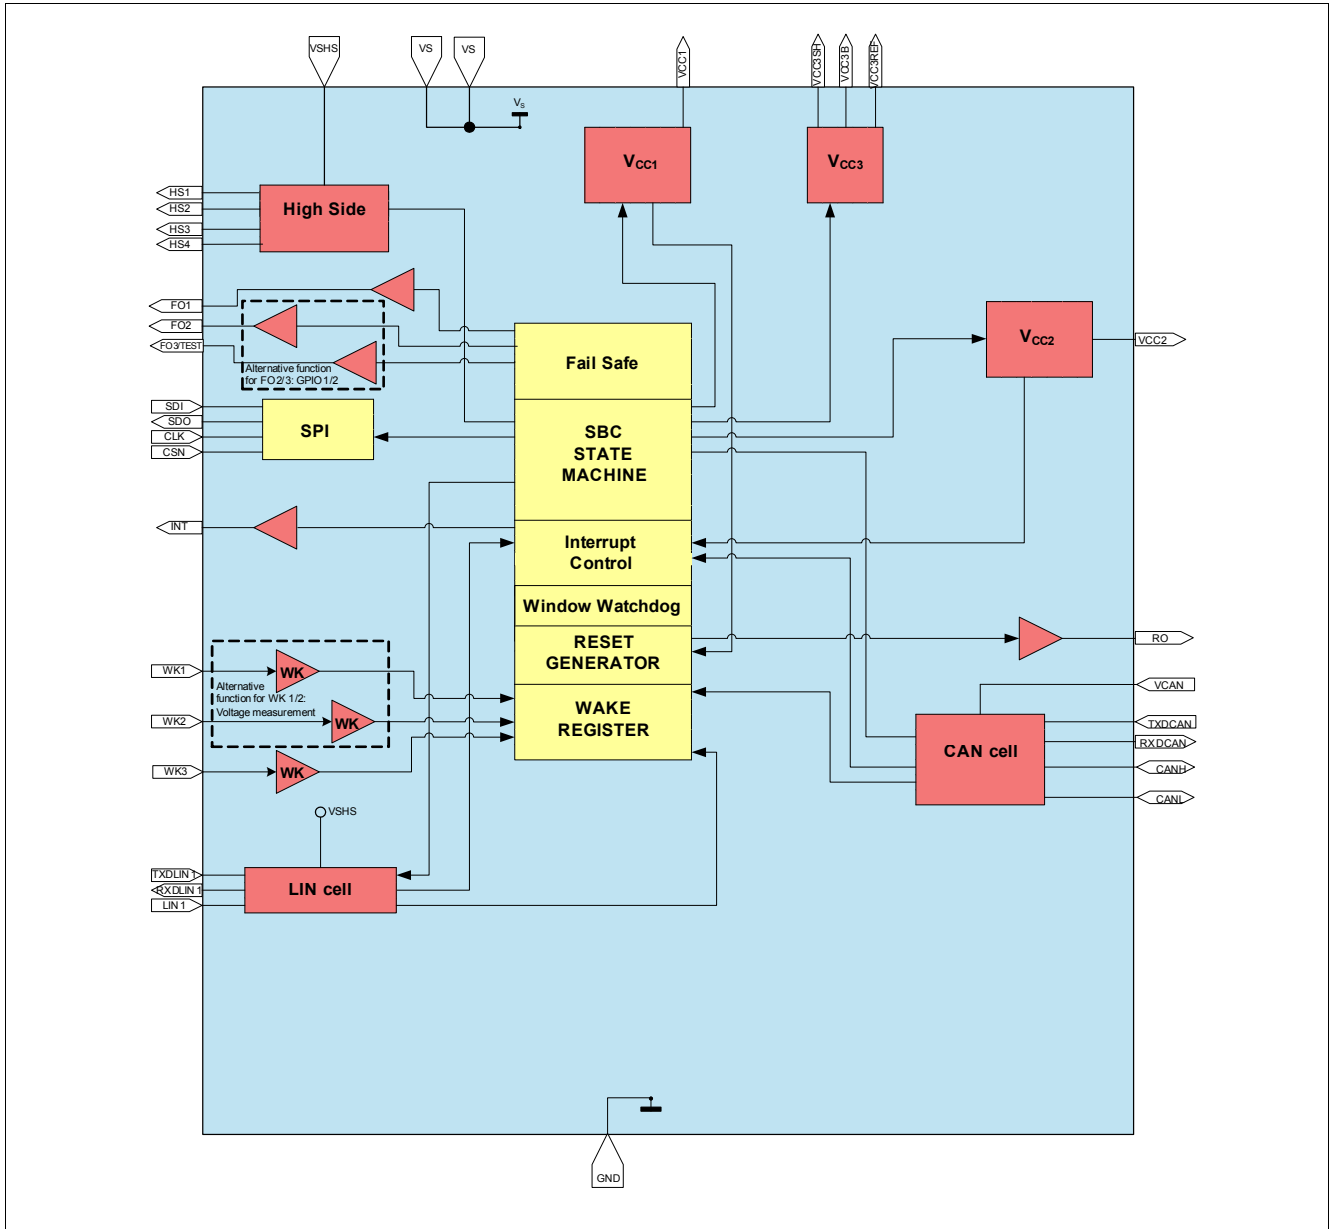 VSHS
VS
VS
VCC1
VCC3SH
VCC3B
VCC3REF
VS
VCC1
VCC3
HS1
HS2
HS3
HS4
High Side
FO1
FO2
FO3/TEST
Alternative function
for FO2/3: GPIO1/2
Fail Safe
VCC2
VCC2
SDI
SDO
CLK
CSN
SPI
SBC
STATE
MACHINE
INT
Interrupt
Control
Window Watchdog
RESET
GENERATOR
RO
WK1
WK
Alternative
function for WK 1/2:
Voltage measurement
WK2
WK
WAKE
REGISTER
WK3
WK
VCAN
TXDCAN
RXDCAN
CANH
CANL
CAN cell
VSHS
TXDLIN1
RXDLIN1
LIN1
LIN cell
GND